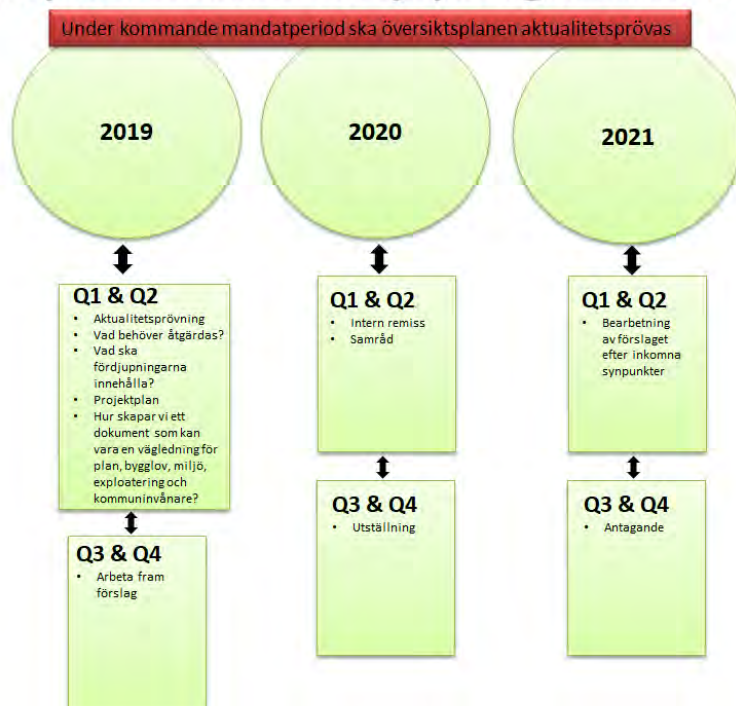 Under kommande mandatperiod ska översiktsplanen aktualitetsprövas
2019
Q1 & Q2
• Aktualitetsprövning
• Vad behöver åtgärdas?
• Vad ska
fördjupningarna
innehålla?
• Projektplan
• Hur skapar vi ett
dokument som kan
vara en vägledning för
plan, bygglov, miljö,
exploatering och
kommuninvånare?
Q3 & Q4
• Arbeta fram
förslag
2020
Q1 & Q2
• Intern remiss
• Samråd
Q3 & Q4
• Utställning
2021
Q1 & Q2
• Bearbetning
av förslaget
efter inkomna
synpunkter
Q3 & Q4
• Antagande